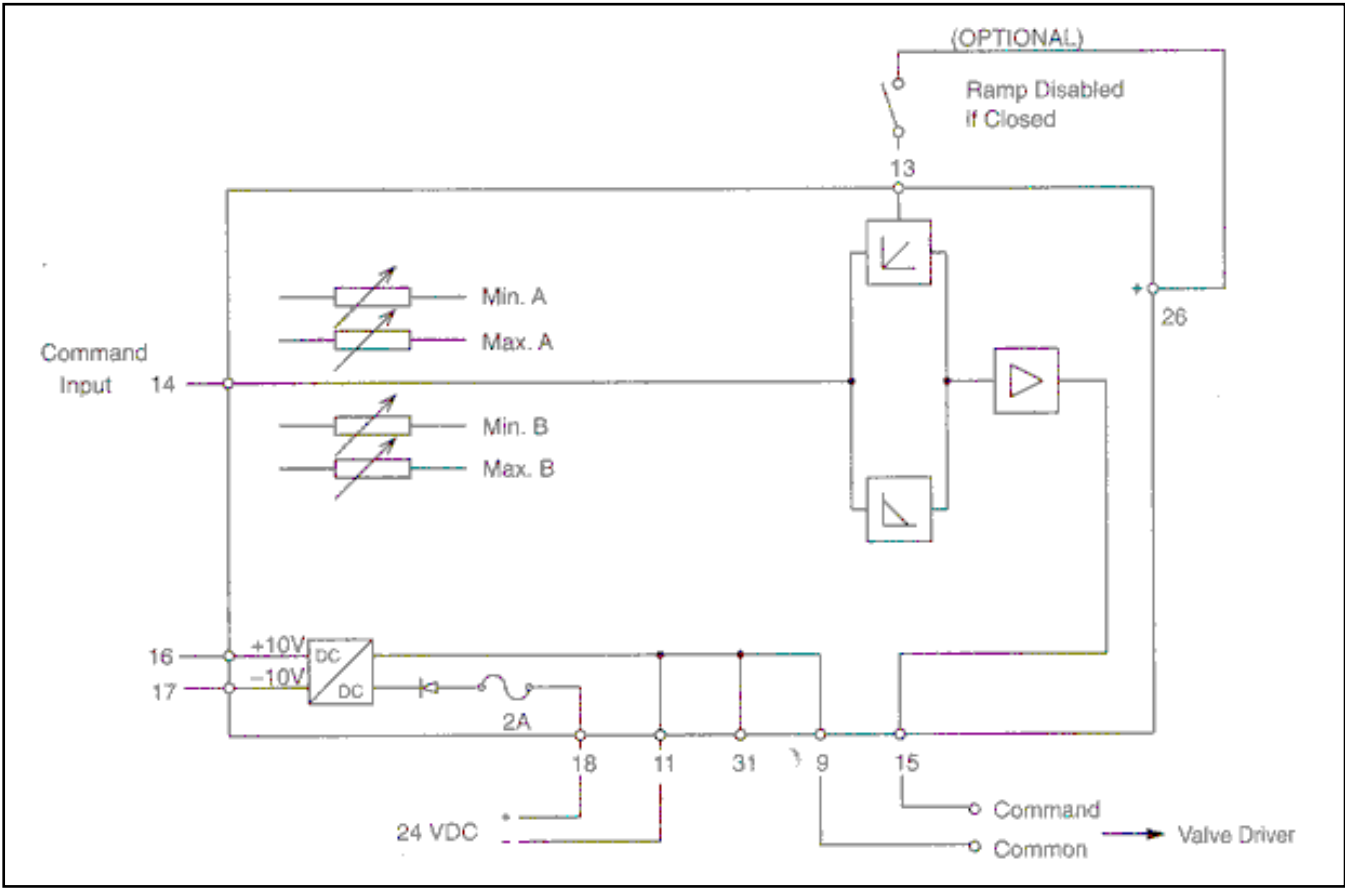 (OPTIONAL)
Ramp Disabled
if Closed
13
+
26
Min. A
Max. A
Command
Input 14
Min. B
Max. B
16 +10V DC
17 −10V DC
2A
18 11 31 9 15
+
24 VDC
−
Command
Common
Valve Driver